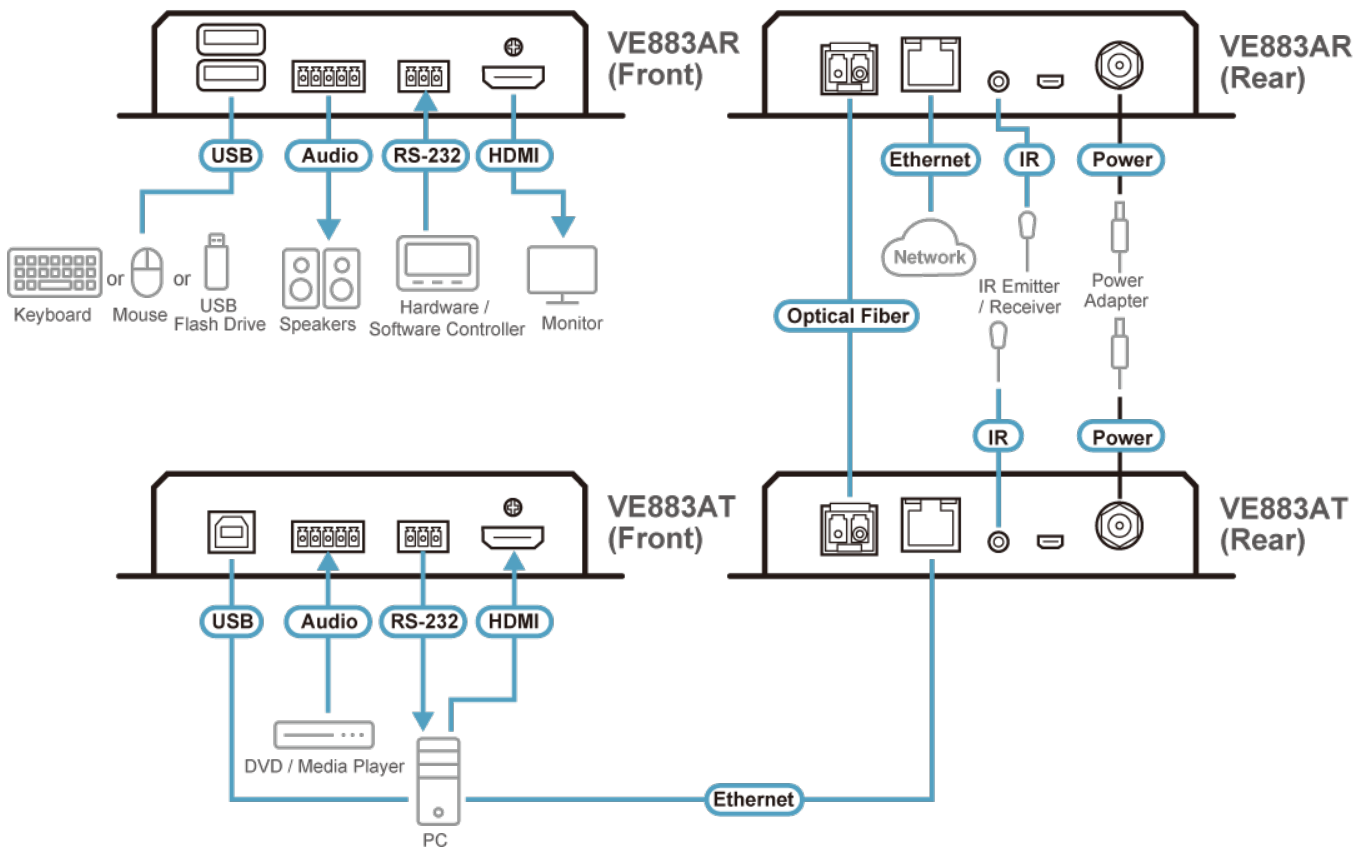 VE883AR
(Front)
USB
Audio
RS-232
HDMI
Keyboard
or
Mouse
or
USB
Flash Drive
Speakers
Hardware /
Software Controller
Monitor
VE883AR
(Rear)
Ethernet
IR
Power
Network
IR Emitter
/ Receiver
Power
Adapter
Optical Fiber
IR
Power
VE883AT
(Front)
USB
Audio
RS-232
HDMI
DVD / Media Player
PC
VE883AT
(Rear)
Ethernet